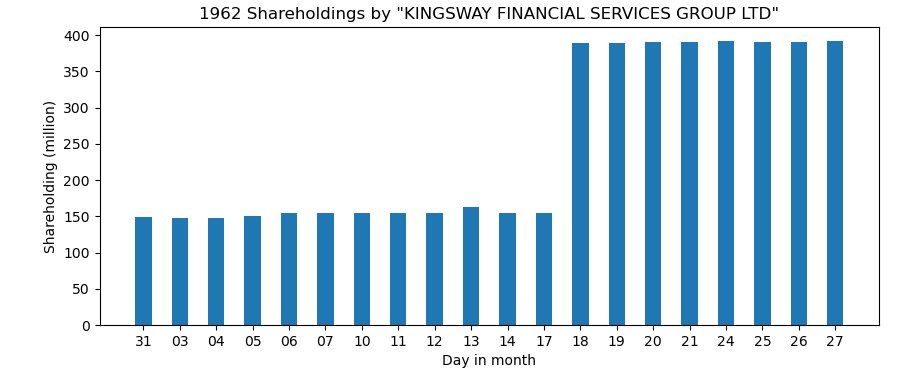 1962 Shareholdings by "KINGSWAY FINANCIAL SERVICES GROUP LTD"
Shareholding (million)
400
350
300
250
200
150
100
50
0
31 03 04 05 06 07 10 11 12 13 14 17 18 19 20 21 24 25 26 27
Day in month